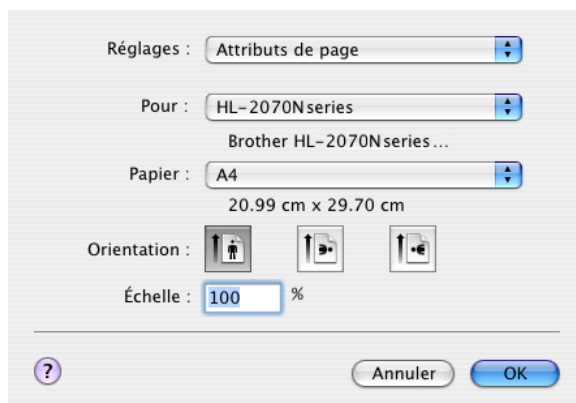 Réglages : Attributs de page
Pour : HL-2070N series
Brother HL-2070N series...
Papier : A4
20.99 cm x 29.70 cm
Orientation :
Échelle : 100 %
? Annuler OK